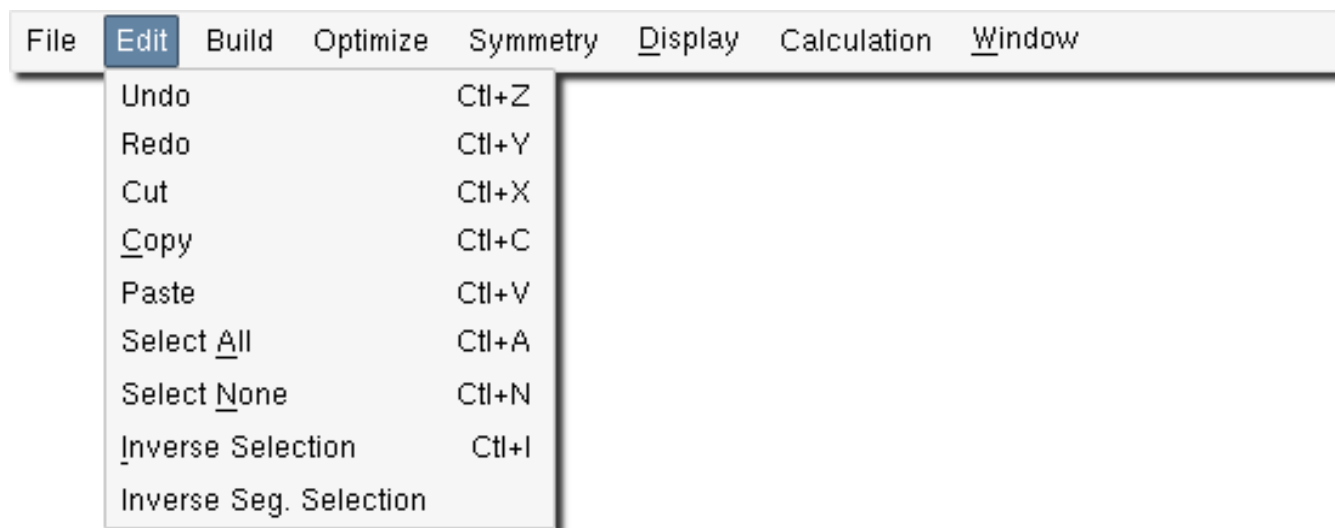 File Edit Build Optimize Symmetry Display Calculation Window
Undo Ctl+Z
Redo Ctl+Y
Cut Ctl+X
Copy Ctl+C
Paste Ctl+V
Select All Ctl+A
Select None Ctl+N
Inverse Selection Ctl+I
Inverse Seg. Selection